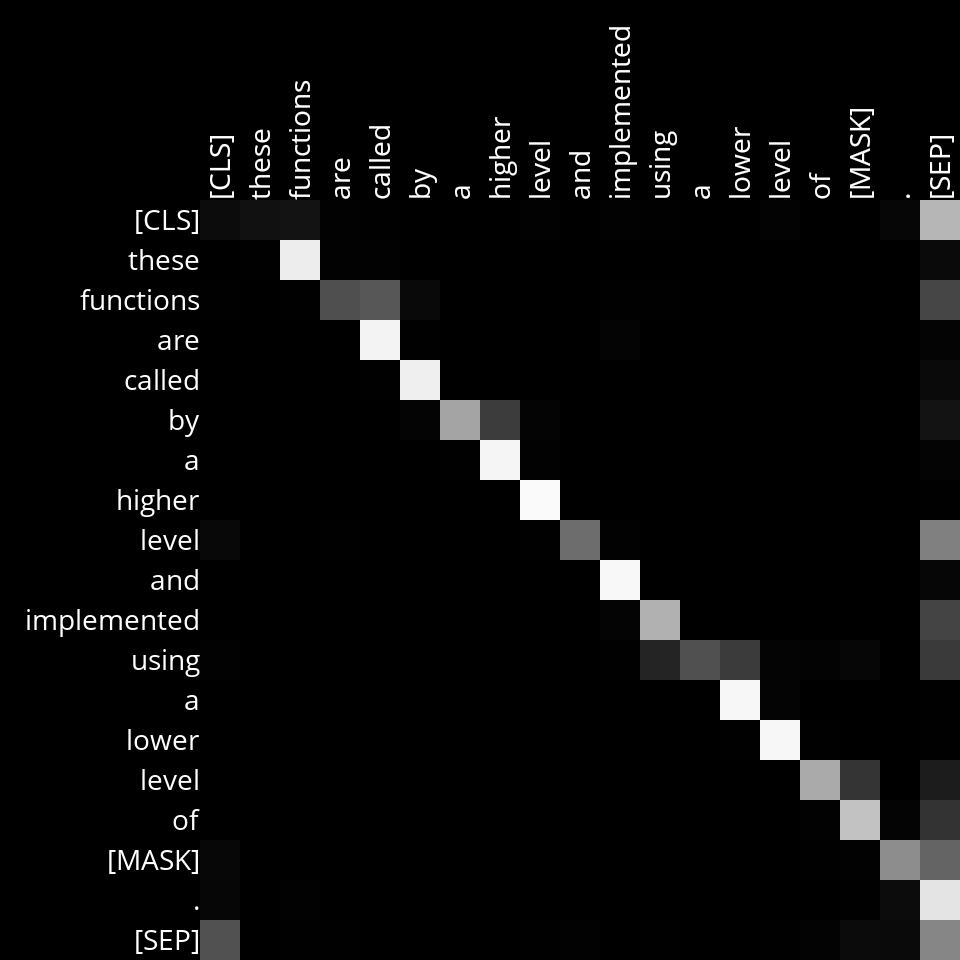 [CLS] these functions are called by a higher level and implemented using a lower level of [MASK] . [SEP]
[CLS]
these
functions
are
called
by
a
higher
level
and
implemented
using
a
lower
level
of
[MASK]
.
[SEP]